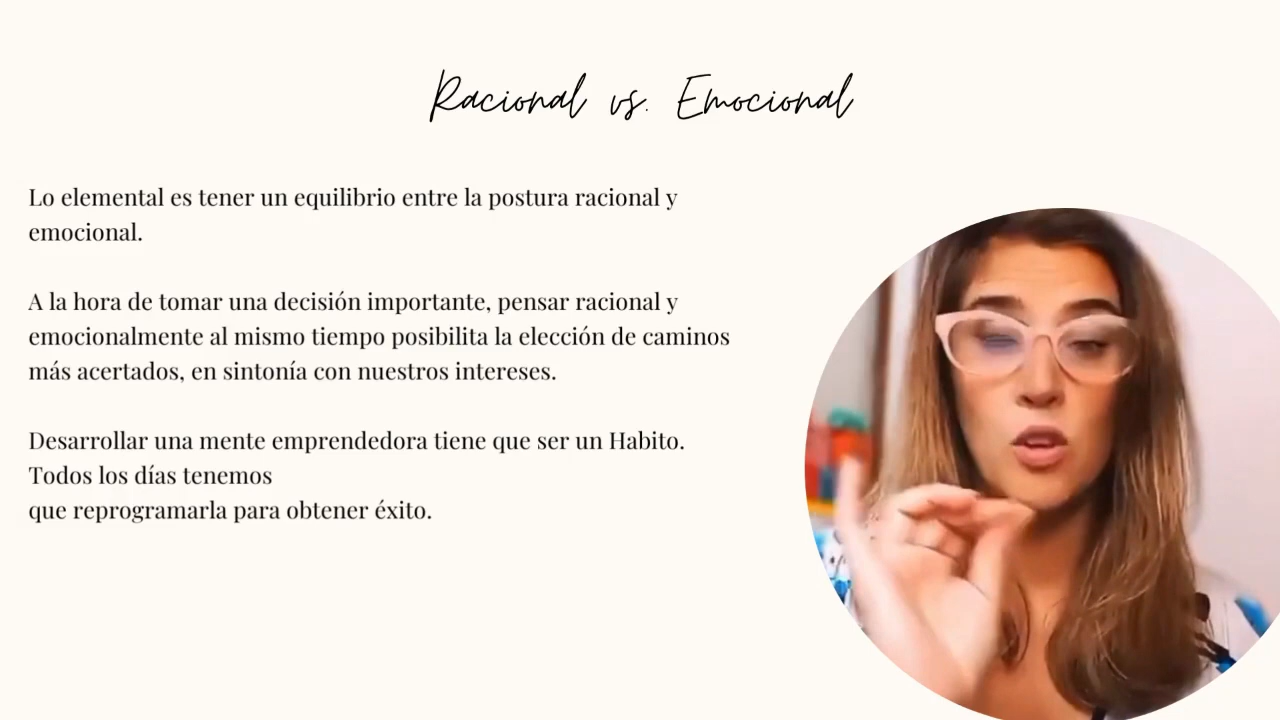 Racional vs. Emocional
Lo elemental es tener un equilibrio entre la postura racional y
emocional.
A la hora de tomar una decisión importante, pensar racional y
emocionalmente al mismo tiempo posibilita la elección de caminos
más acertados, en sintonía con nuestros intereses.
Desarrollar una mente emprendedora tiene que ser un Habito.
Todos los días tenemos
que reprogramarla para obtener éxito.